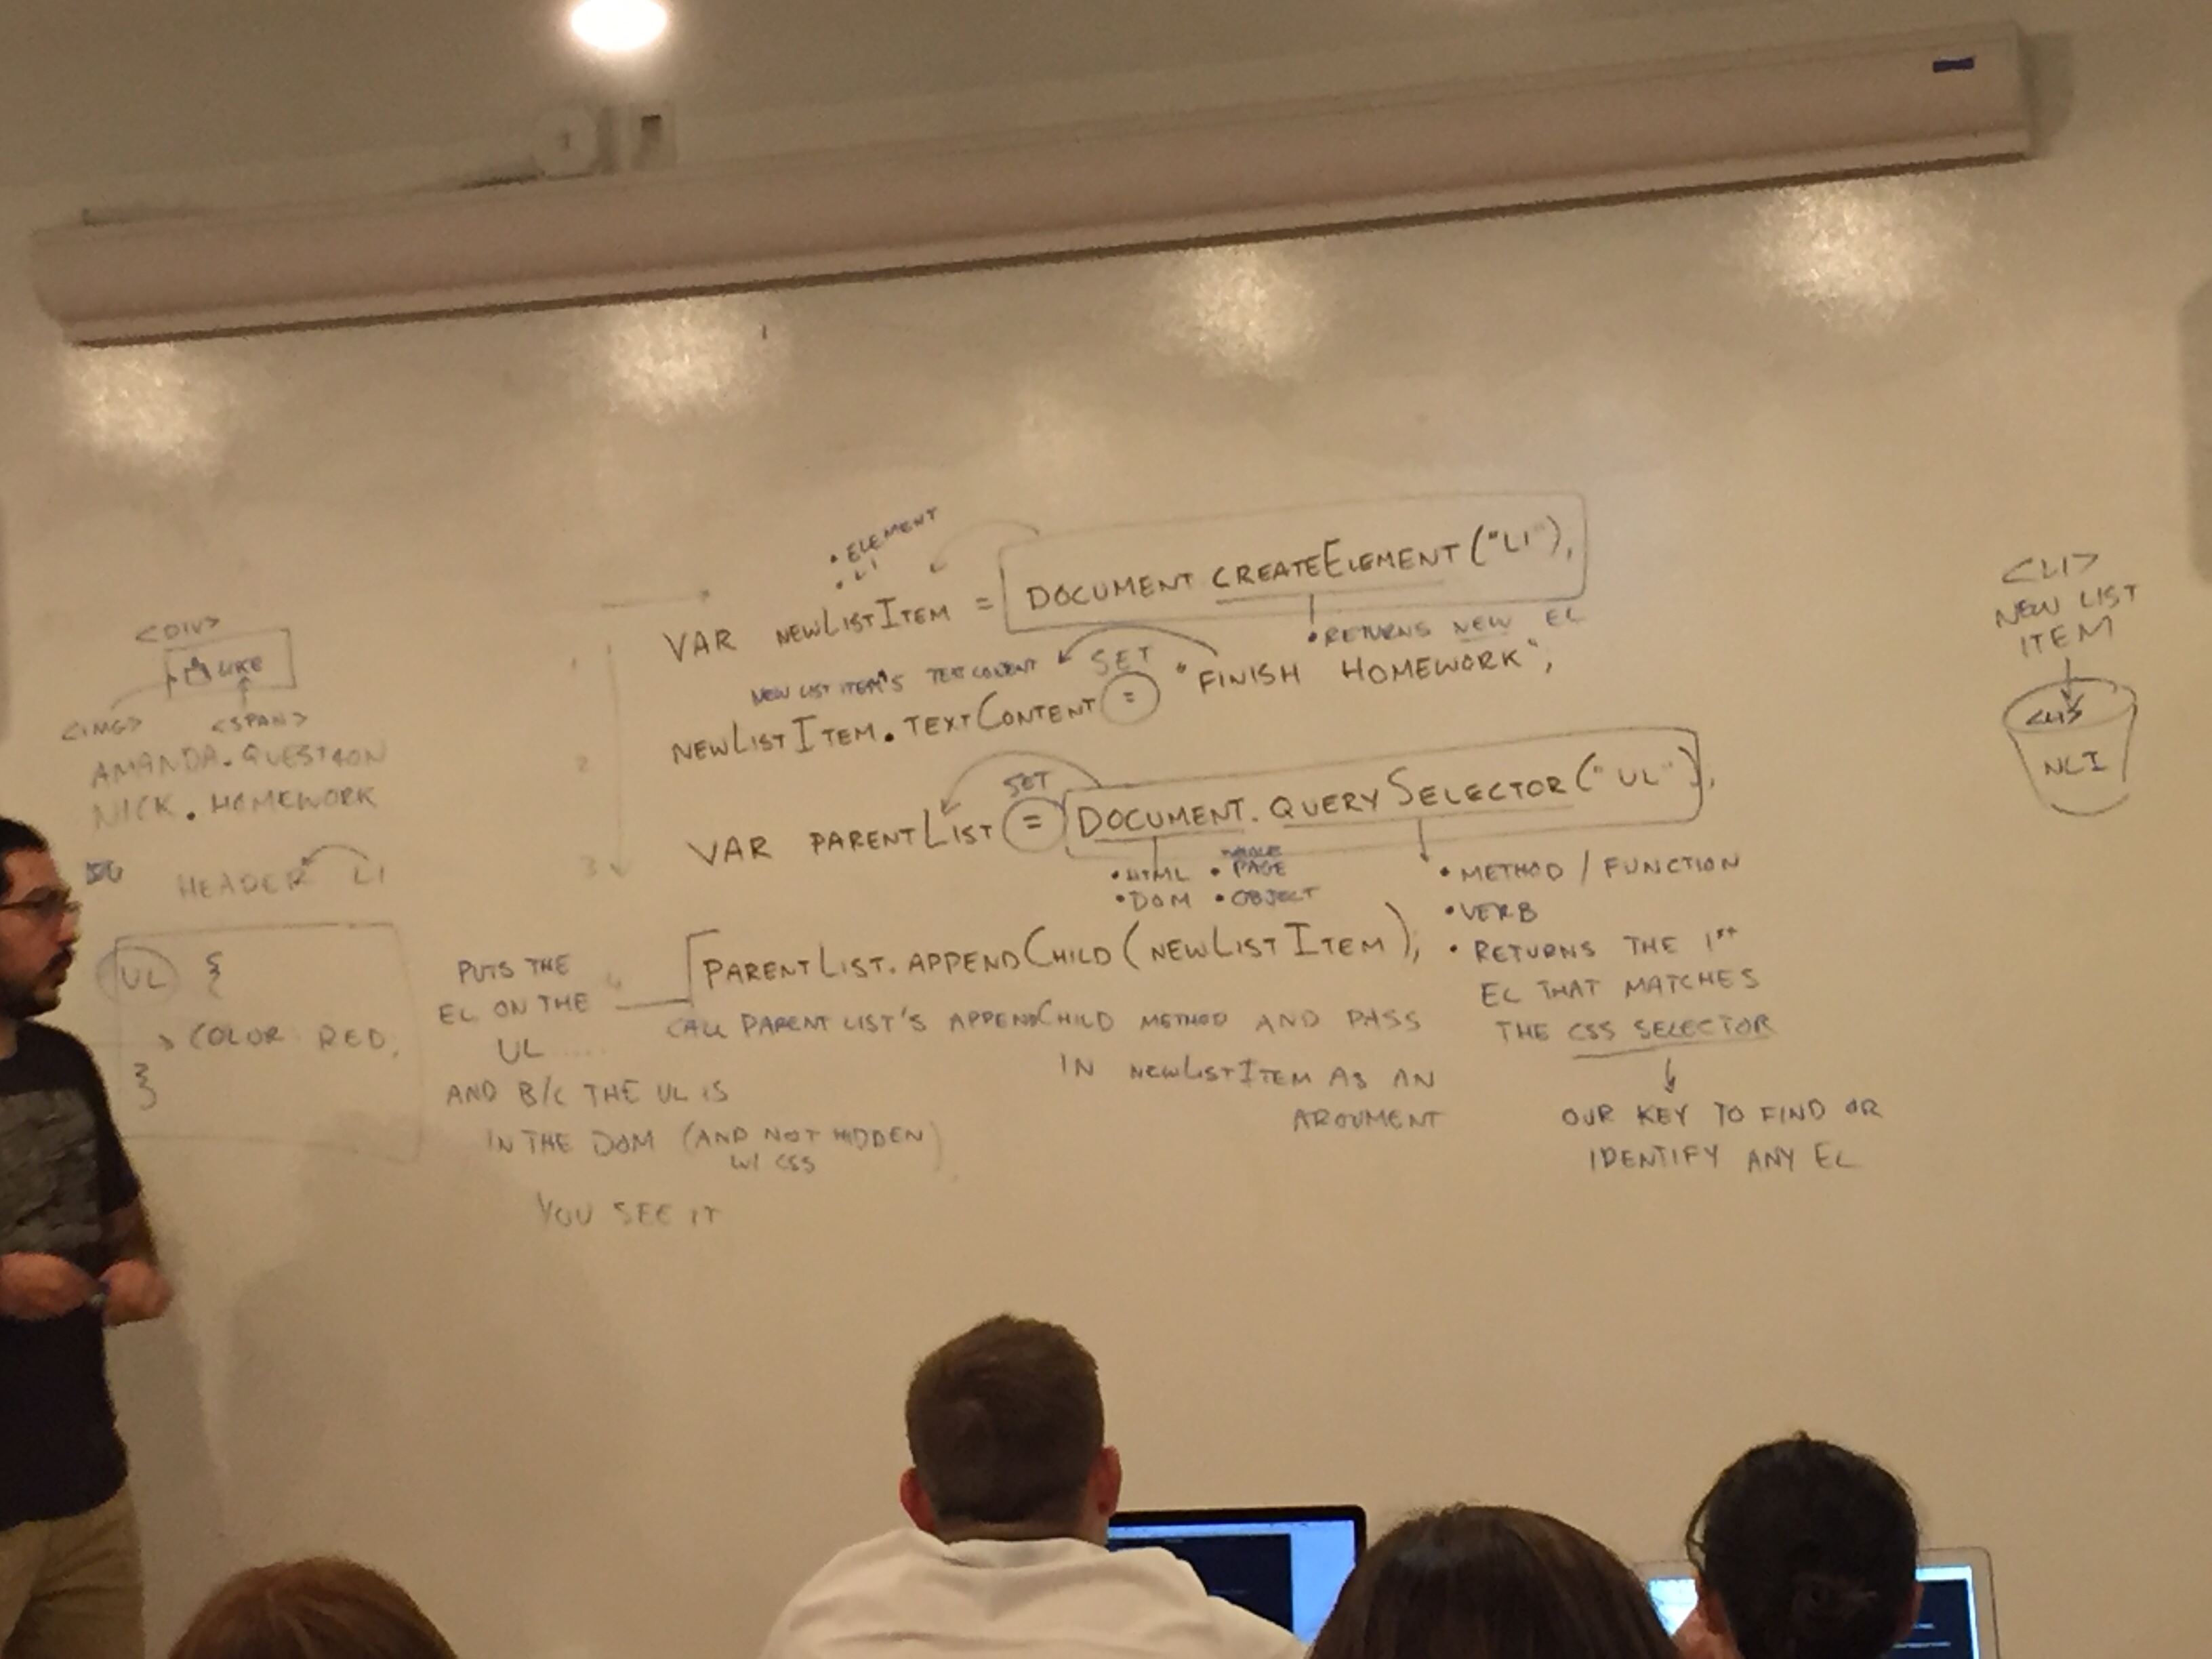 <DIV>
LIKE
<IMG> <SPAN>
AMANDA.QUESTION
NICK.HOMEWORK
HEADER LI
UL {
COLOR RED;
}
• ELEMENT
• LI
VAR NEWLISTITEM = DOCUMENT.CREATEELEMENT("LI");
• RETURNS NEW EL
NEW LIST ITEM'S TEXT CONTENT SET
NEWLISTITEM.TEXTCONTENT = "FINISH HOMEWORK";
SET
VAR PARENTLIST = DOCUMENT.QUERYSELECTOR("UL");
• HTML • WHOLE PAGE
• DOM • OBJECT
• METHOD / FUNCTION
• VERB
• RETURNS THE 1ST
EL THAT MATCHES
THE CSS SELECTOR
OUR KEY TO FIND OR
IDENTIFY ANY EL
1
2
3
4
PARENTLIST.APPENDCHILD(NEWLISTITEM);
CALL PARENT LIST'S APPENDCHILD METHOD AND PASS
IN NEWLISTITEM AS AN
ARGUMENT
PUTS THE
EL ON THE
UL .....
AND B/C THE UL IS
IN THE DOM (AND NOT HIDDEN
W/ CSS)
YOU SEE IT
<LI>
NEW LIST
ITEM
<LI>
NLI